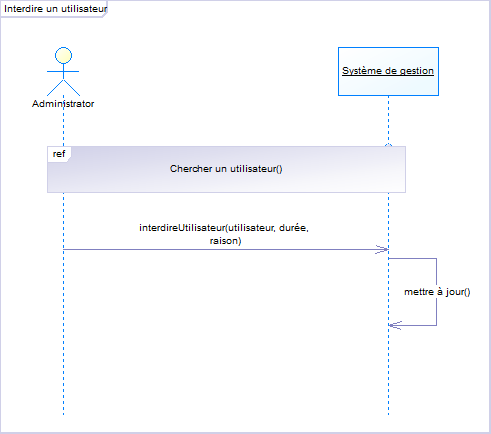 Interdire un utilisateur
Administrator
Système de gestion
ref
Chercher un utilisateur()
interdireUtilisateur(utilisateur, durée,
raison)
mettre à jour()